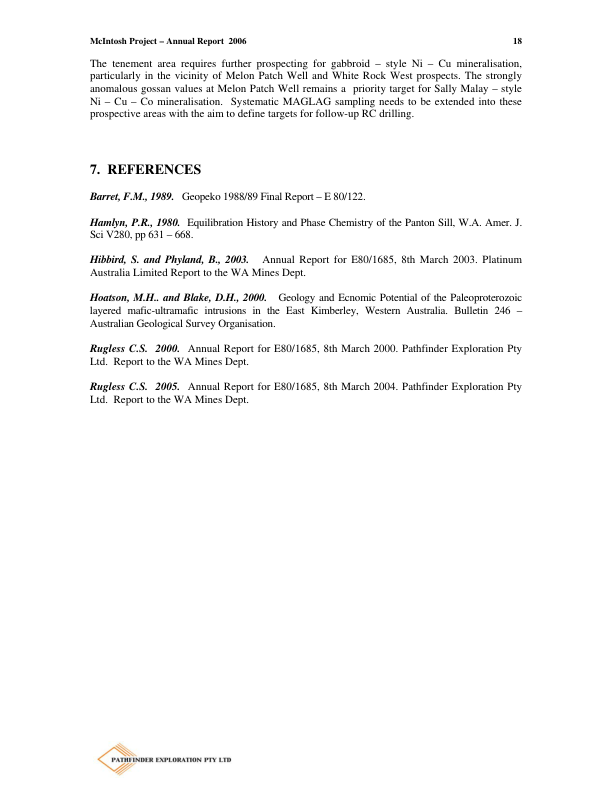 McIntosh Project – Annual Report 2006 18
The tenement area requires further prospecting for gabbroid – style Ni – Cu mineralisation,
particularly in the vicinity of Melon Patch Well and White Rock West prospects. The strongly
anomalous gossan values at Melon Patch Well remains a priority target for Sally Malay – style
Ni – Cu – Co mineralisation. Systematic MAGLAG sampling needs to be extended into these
prospective areas with the aim to define targets for follow-up RC drilling.
7. REFERENCES
Barret, F.M., 1989. Geopeko 1988/89 Final Report – E 80/122.
Hamlyn, P.R., 1980. Equilibration History and Phase Chemistry of the Panton Sill, W.A. Amer. J.
Sci V280, pp 631 – 668.
Hibbird, S. and Phyland, B., 2003. Annual Report for E80/1685, 8th March 2003. Platinum
Australia Limited Report to the WA Mines Dept.
Hoatson, M.H.. and Blake, D.H., 2000. Geology and Ecnomic Potential of the Paleoproterozoic
layered mafic-ultramafic intrusions in the East Kimberley, Western Australia. Bulletin 246 –
Australian Geological Survey Organisation.
Rugless C.S. 2000. Annual Report for E80/1685, 8th March 2000. Pathfinder Exploration Pty
Ltd. Report to the WA Mines Dept.
Rugless C.S. 2005. Annual Report for E80/1685, 8th March 2004. Pathfinder Exploration Pty
Ltd. Report to the WA Mines Dept.
PATHFINDER EXPLORATION PTY LTD